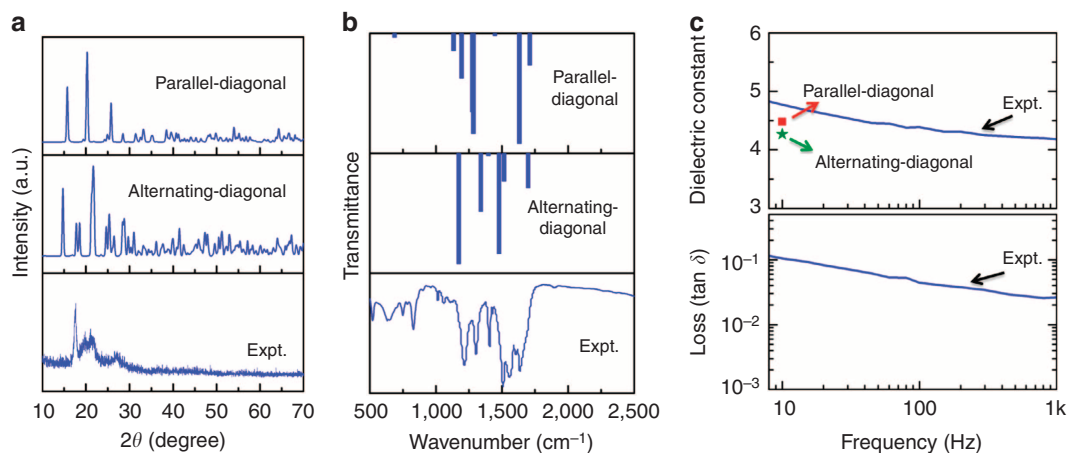 a
Parallel-diagonal
Alternating-diagonal
Expt.
Intensity (a.u.)
10 20 30 40 50 60 70
2θ (degree)
b
Parallel-
diagonal
Alternating-
diagonal
Expt.
Transmittance
500 1,000 1,500 2,000 2,500
Wavenumber (cm⁻¹)
c
6
5
4
3
Dielectric constant
Parallel-diagonal
Expt.
Alternating-diagonal
10⁻¹
10⁻²
10⁻³
Loss (tan δ)
Expt.
10 100 1k
Frequency (Hz)